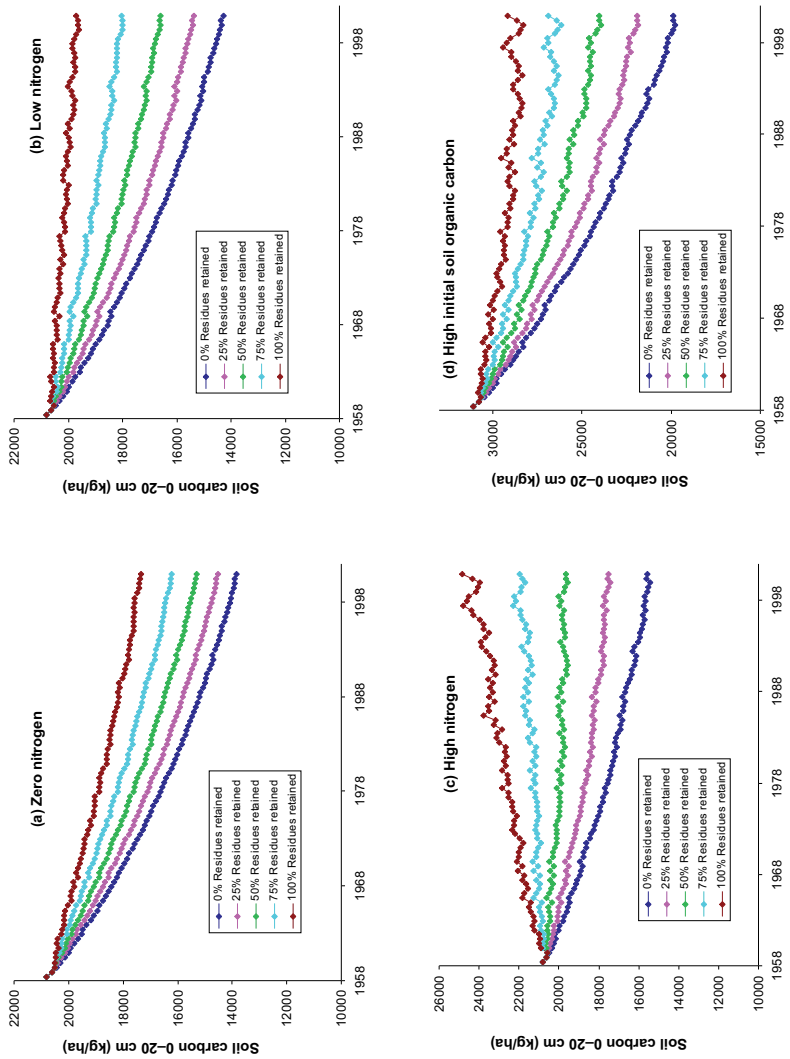 (a) Zero nitrogen
Soil carbon 0–20 cm (kg/ha)
22000
20000
18000
16000
14000
12000
10000
1958
1968
1978
1988
1998
0% Residues retained
25% Residues retained
50% Residues retained
75% Residues retained
100% Residues retained
(b) Low nitrogen
Soil carbon 0–20 cm (kg/ha)
22000
20000
18000
16000
14000
12000
10000
1958
1968
1978
1988
1998
0% Residues retained
25% Residues retained
50% Residues retained
75% Residues retained
100% Residues retained
(c) High nitrogen
Soil carbon 0–20 cm (kg/ha)
26000
24000
22000
20000
18000
16000
14000
12000
10000
1958
1968
1978
1988
1998
0% Residues retained
25% Residues retained
50% Residues retained
75% Residues retained
100% Residues retained
(d) High initial soil organic carbon
Soil carbon 0–20 cm (kg/ha)
30000
25000
20000
15000
1958
1968
1978
1988
1998
0% Residues retained
25% Residues retained
50% Residues retained
75% Residues retained
100% Residues retained